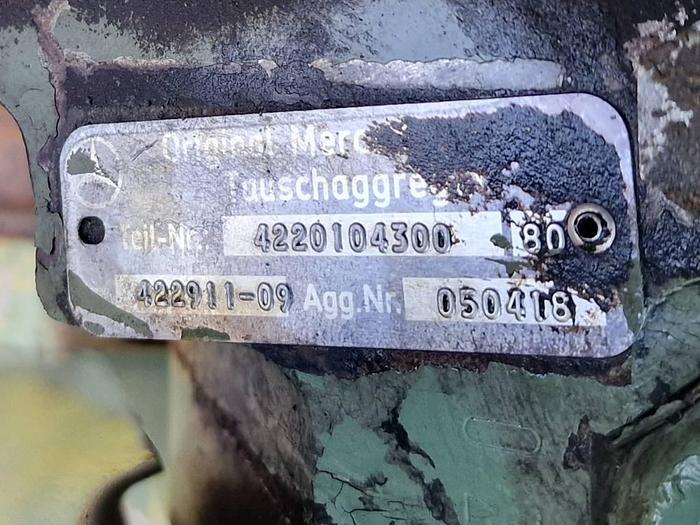 Original Merc
Tauschaggreg
Teil-Nr. 4220104300 80
422911-09 Agg.Nr. 050418